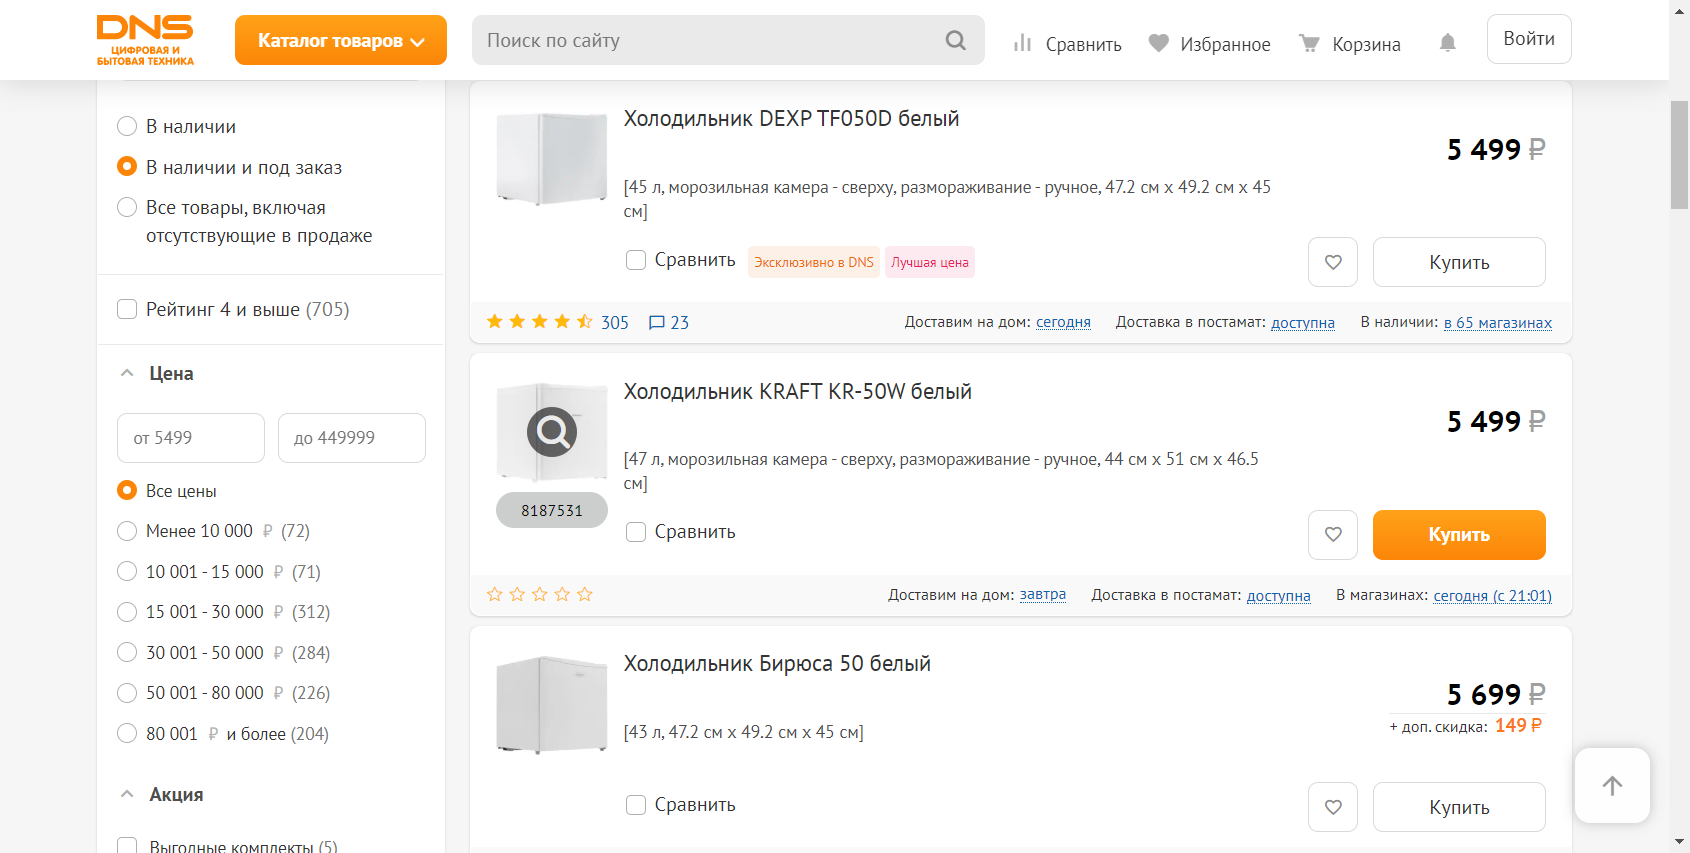 DNS
ЦИФРОВАЯ И
БЫТОВАЯ ТЕХНИКА
Каталог товаров
Поиск по сайту
Сравнить
Избранное
Корзина
Войти
В наличии
В наличии и под заказ
Все товары, включая
отсутствующие в продаже
Рейтинг 4 и выше (705)
Цена
от 5499
до 449999
Все цены
Менее 10 000 ₽ (72)
10 001 - 15 000 ₽ (71)
15 001 - 30 000 ₽ (312)
30 001 - 50 000 ₽ (284)
50 001 - 80 000 ₽ (226)
80 001 ₽ и более (204)
Акция
Выгодные комплекты (5)
Холодильник DEXP TF050D белый
5 499 ₽
[45 л, морозильная камера - сверху, размораживание - ручное, 47.2 см x 49.2 см x 45
см]
Сравнить
Эксклюзивно в DNS
Лучшая цена
Купить
305
23
Доставим на дом: сегодня
Доставка в постамат: доступна
В наличии: в 65 магазинах
Холодильник KRAFT KR-50W белый
5 499 ₽
[47 л, морозильная камера - сверху, размораживание - ручное, 44 см x 51 см x 46.5
см]
8187531
Сравнить
Купить
Доставим на дом: завтра
Доставка в постамат: доступна
В магазинах: сегодня (с 21:01)
Холодильник Бирюса 50 белый
5 699 ₽
+ доп. скидка: 149 ₽
[43 л, 47.2 см x 49.2 см x 45 см]
Сравнить
Купить